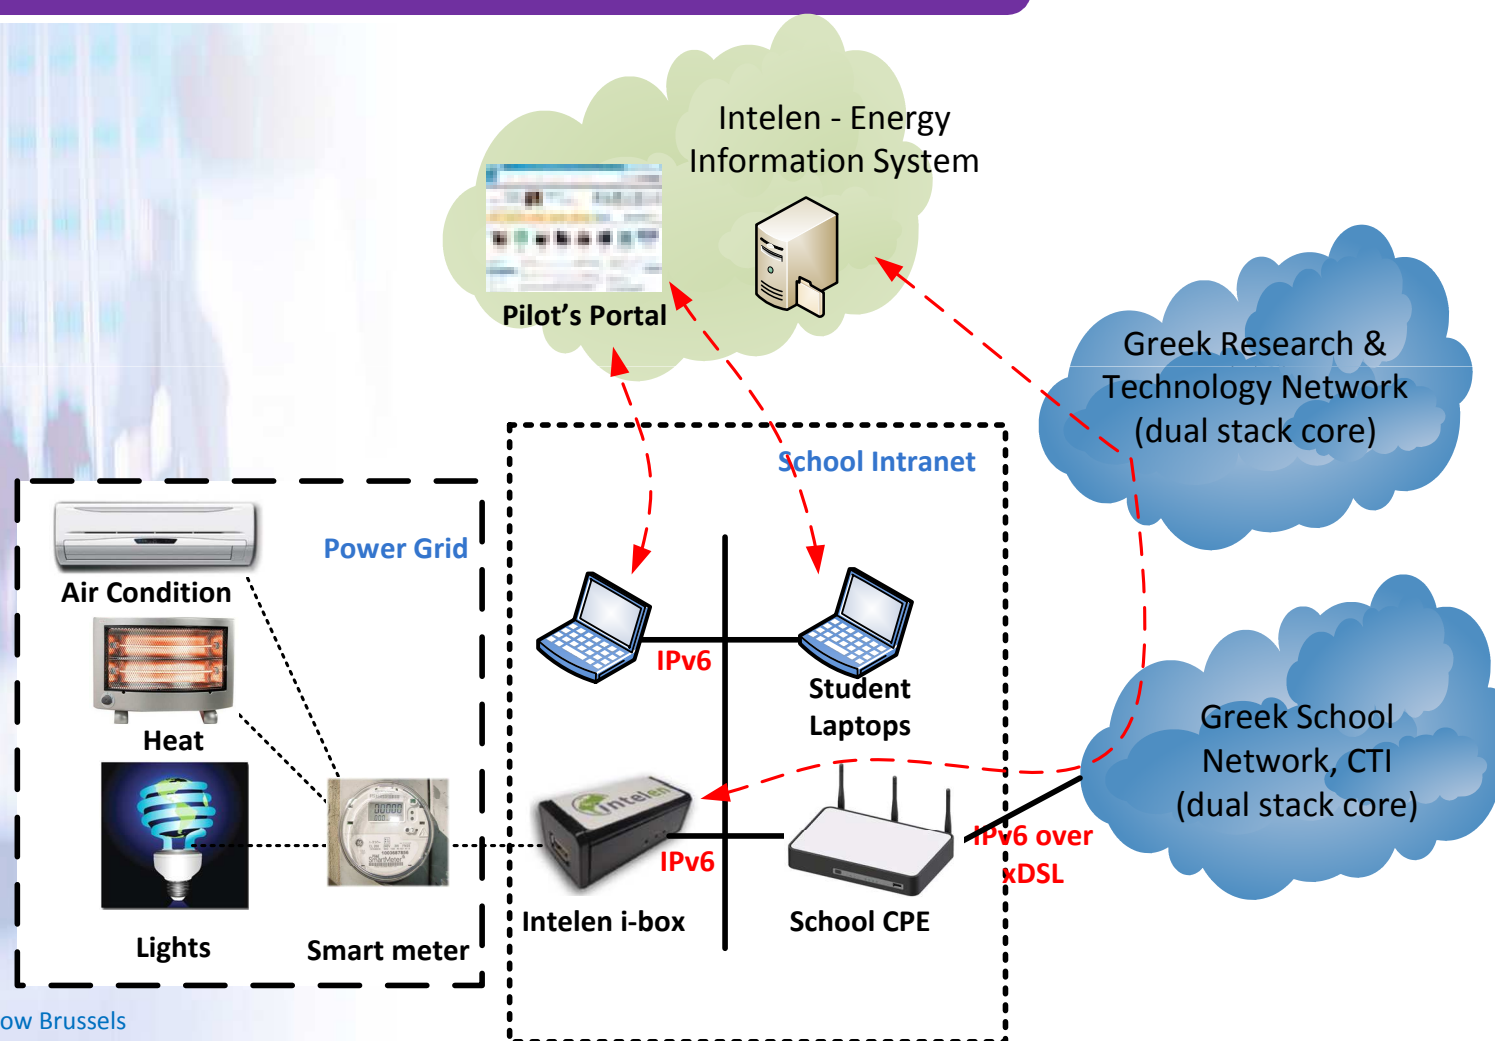 Intelen - Energy
Information System
Pilot's Portal
Greek Research &
Technology Network
(dual stack core)
School Intranet
Power Grid
Air Condition
IPv6
Student
Laptops
Heat
Greek School
Network, CTI
(dual stack core)
intelen
IPv6
IPv6 over
xDSL
Intelen i-box
School CPE
Lights
Smart meter
ow Brussels